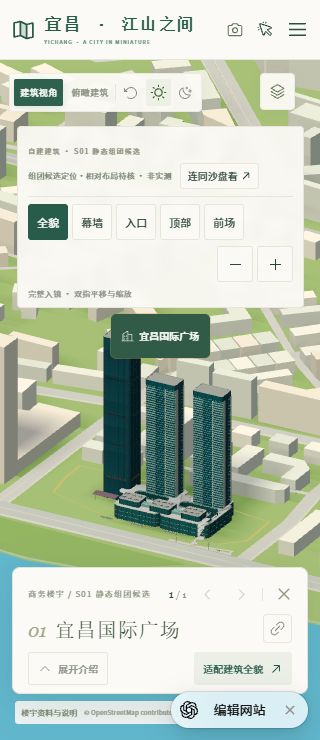 宜昌 · 江山之间
YICHANG · A CITY IN MINIATURE
建筑视角 俯瞰建筑
自建建筑 · S01 静态组团候选
组团候选定位·相对布局待核 · 非实测 连同沙盘看
全貌 幕墙 入口 顶部 前场
完整入镜 · 双指平移与缩放
宜昌国际广场
商务楼宇 / S01 静态组团候选 1 / 1
01 宜昌国际广场
展开介绍 适配建筑全貌
楼宇资料与说明 © OpenStreetMap
编辑网站